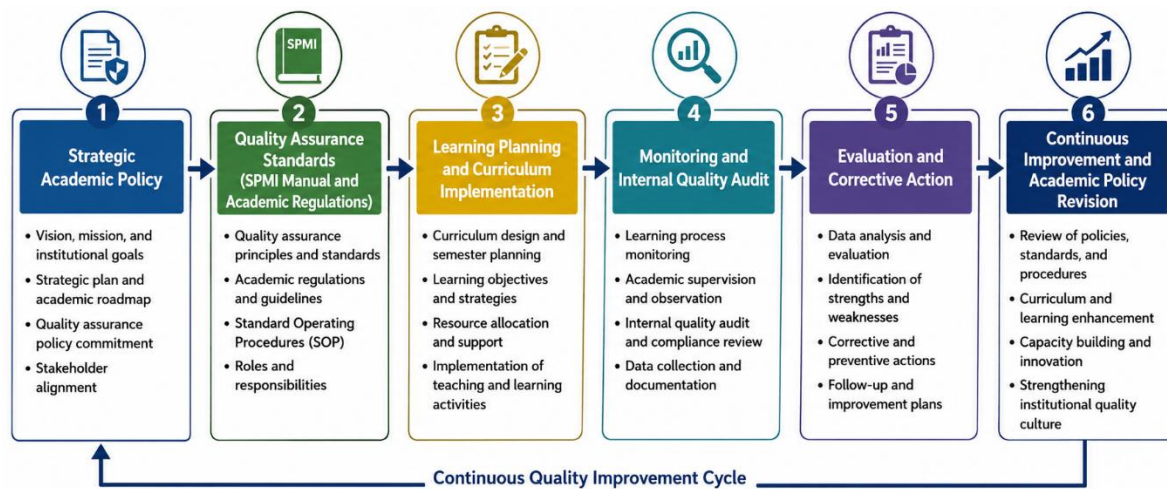 SPMI
1
Strategic
Academic Policy
• Vision, mission, and
institutional goals
• Strategic plan and
academic roadmap
• Quality assurance
policy commitment
• Stakeholder
alignment
2
Quality Assurance
Standards
(SPMI Manual and
Academic Regulations)
• Quality assurance
principles and standards
• Academic regulations
and guidelines
• Standard Operating
Procedures (SOP)
• Roles and
responsibilities
3
Learning Planning
and Curriculum
Implementation
• Curriculum design and
semester planning
• Learning objectives
and strategies
• Resource allocation
and support
• Implementation of
teaching and learning
activities
4
Monitoring and
Internal Quality Audit
• Learning process
monitoring
• Academic supervision
and observation
• Internal quality audit
and compliance review
• Data collection and
documentation
5
Evaluation and
Corrective Action
• Data analysis and
evaluation
• Identification of
strengths and
weaknesses
• Corrective and
preventive actions
• Follow-up and
improvement plans
6
Continuous
Improvement and
Academic Policy
Revision
• Review of policies,
standards, and
procedures
• Curriculum and
learning enhancement
• Capacity building and
innovation
• Strengthening
institutional quality
culture
Continuous Quality Improvement Cycle